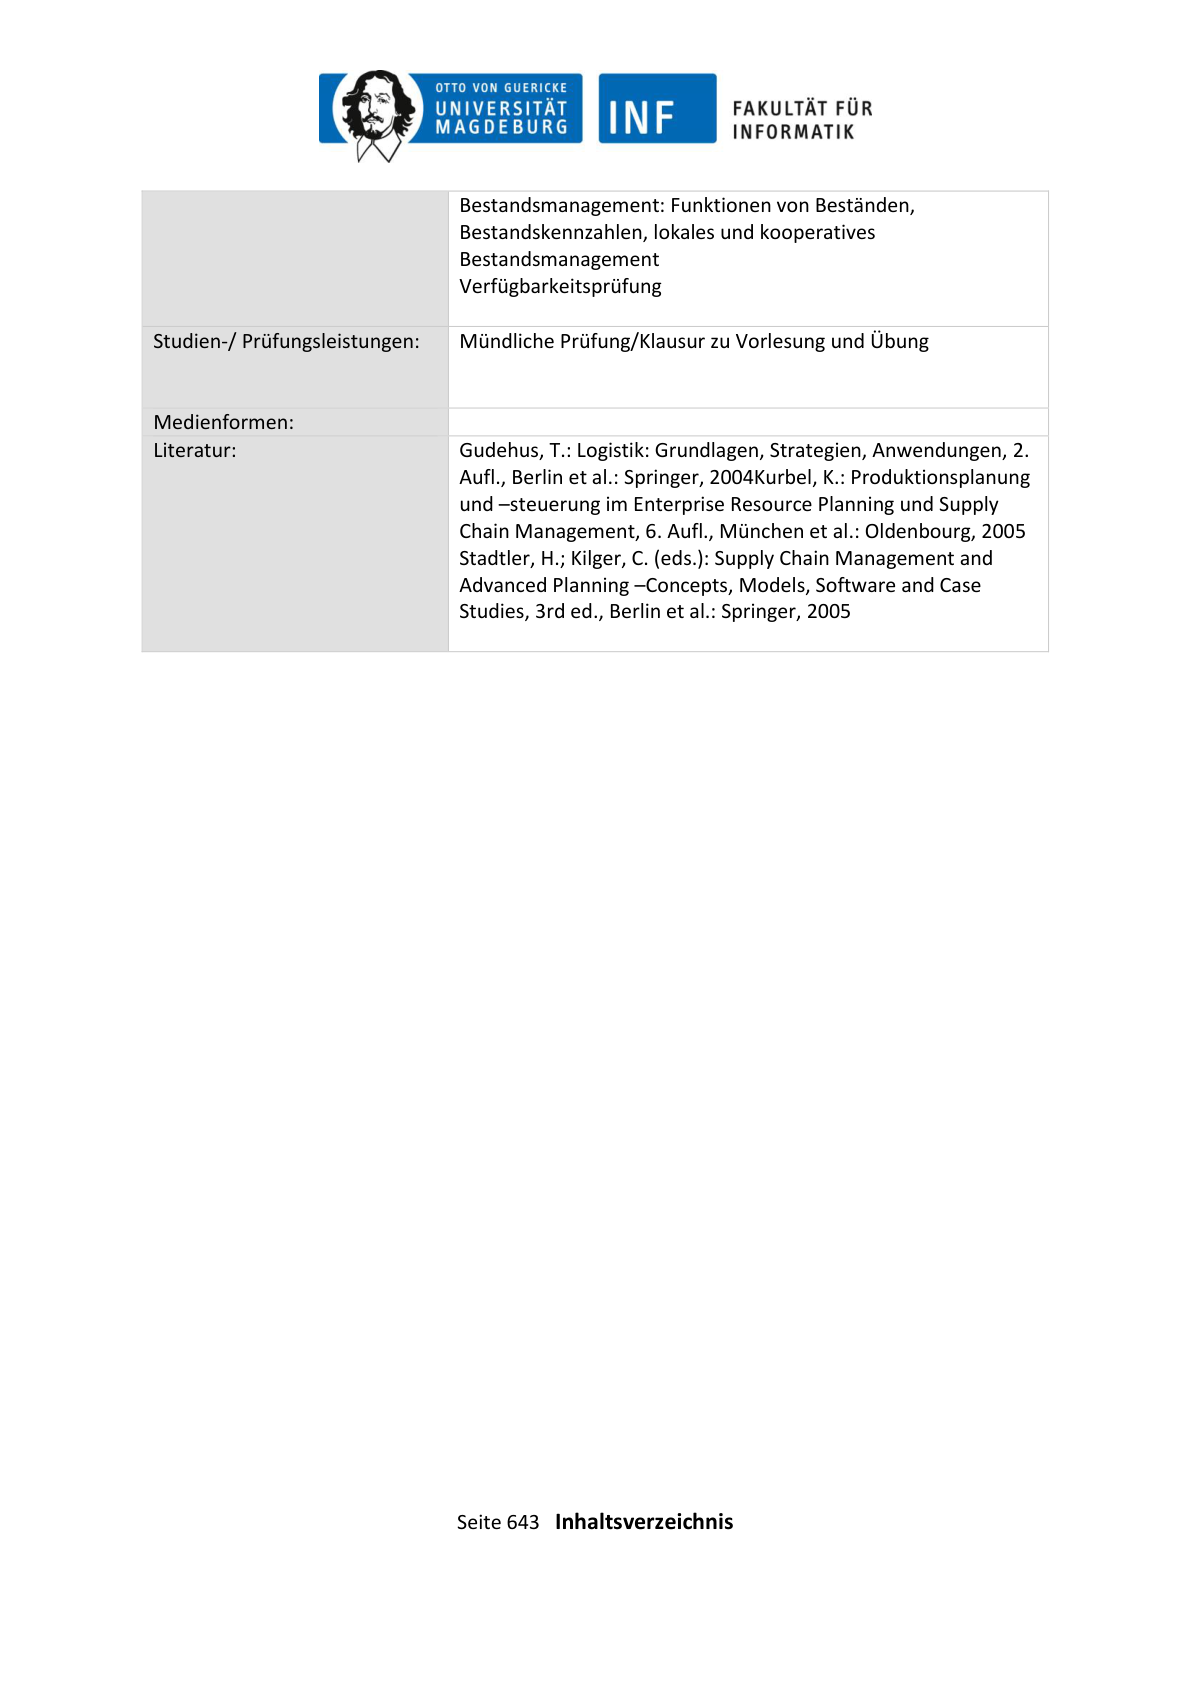 OTTO VON GUERICKE
UNIVERSITÄT
MAGDEBURG
INF
FAKULTÄT FÜR
INFORMATIK
Bestandsmanagement: Funktionen von Beständen,
Bestandskennzahlen, lokales und kooperatives
Bestandsmanagement
Verfügbarkeitsprüfung
Studien-/ Prüfungsleistungen:
Mündliche Prüfung/Klausur zu Vorlesung und Übung
Medienformen:
Literatur:
Gudehus, T.: Logistik: Grundlagen, Strategien, Anwendungen, 2.
Aufl., Berlin et al.: Springer, 2004Kurbel, K.: Produktionsplanung
und –steuerung im Enterprise Resource Planning und Supply
Chain Management, 6. Aufl., München et al.: Oldenbourg, 2005
Stadtler, H.; Kilger, C. (eds.): Supply Chain Management and
Advanced Planning –Concepts, Models, Software and Case
Studies, 3rd ed., Berlin et al.: Springer, 2005
Seite 643 Inhaltsverzeichnis